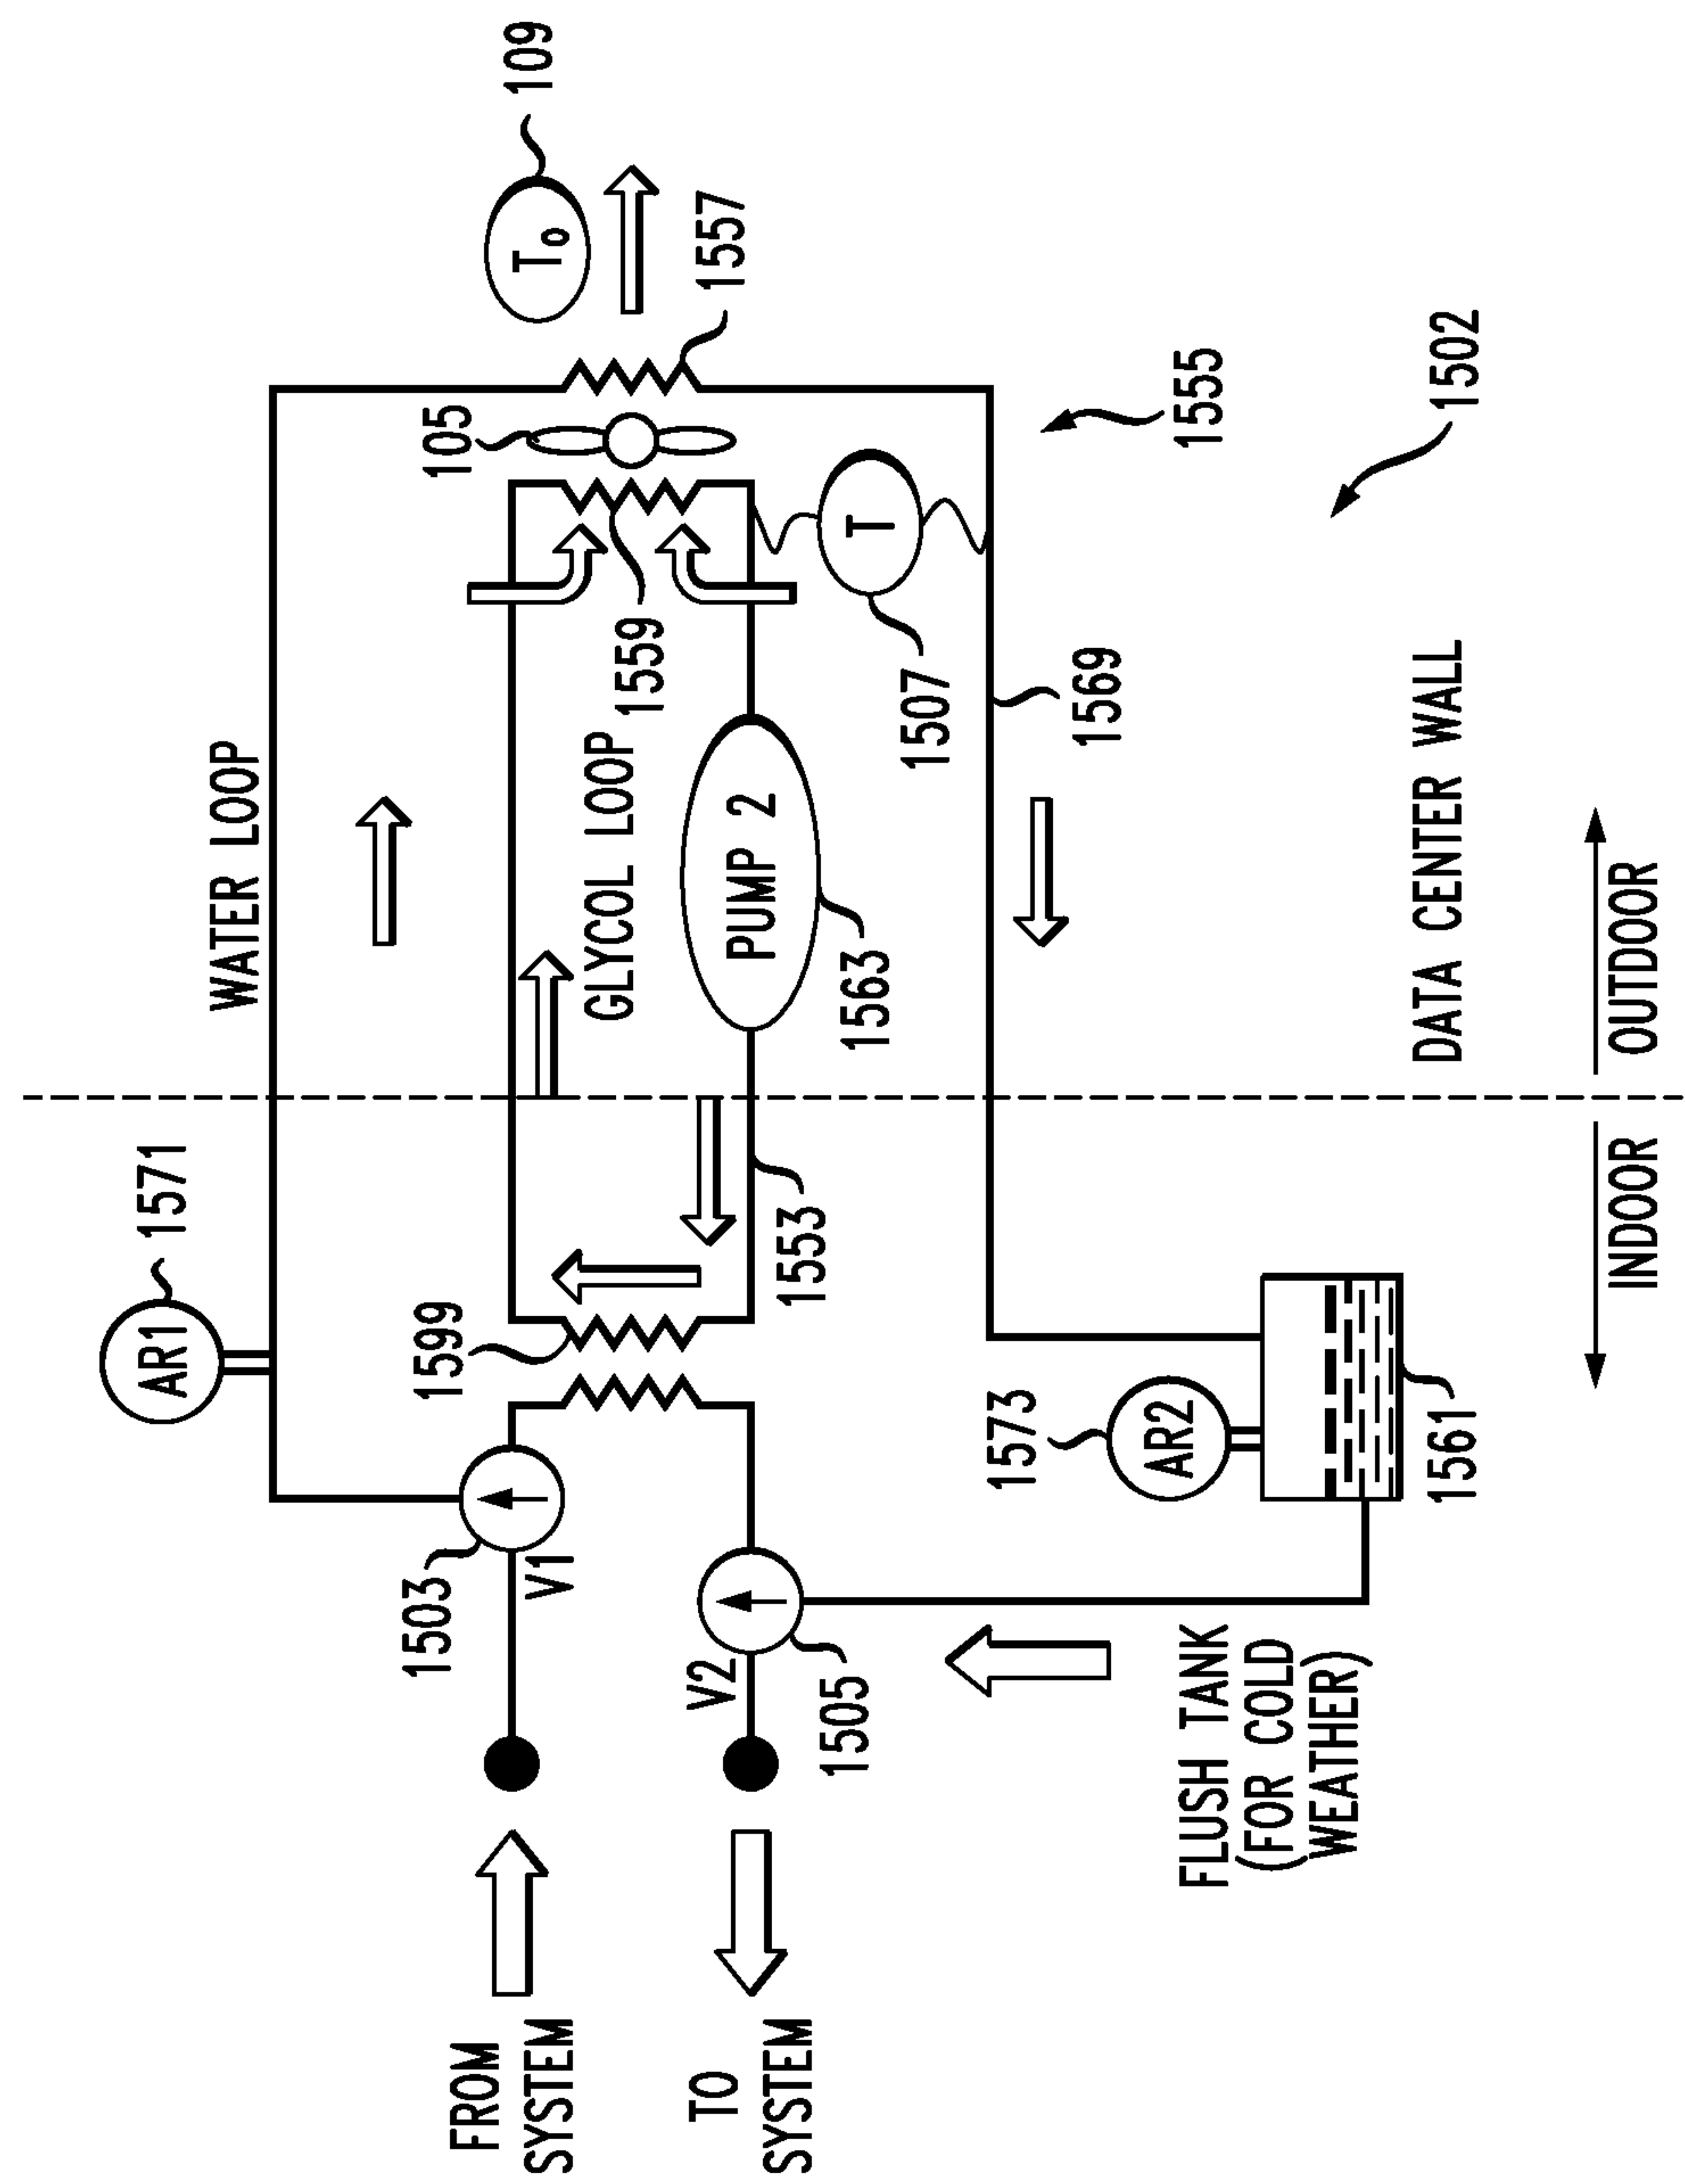 AR1
1571
WATER LOOP
1503
V1
1599
GLYCOL LOOP
1559
105
T0
109
1557
FROM
SYSTEM
TO
SYSTEM
V2
1505
1553
PUMP 2
1563
T
1507
1569
1555
1502
1573
AR2
1561
FLUSH TANK
(FOR COLD
WEATHER)
DATA CENTER WALL
INDOOR
OUTDOOR